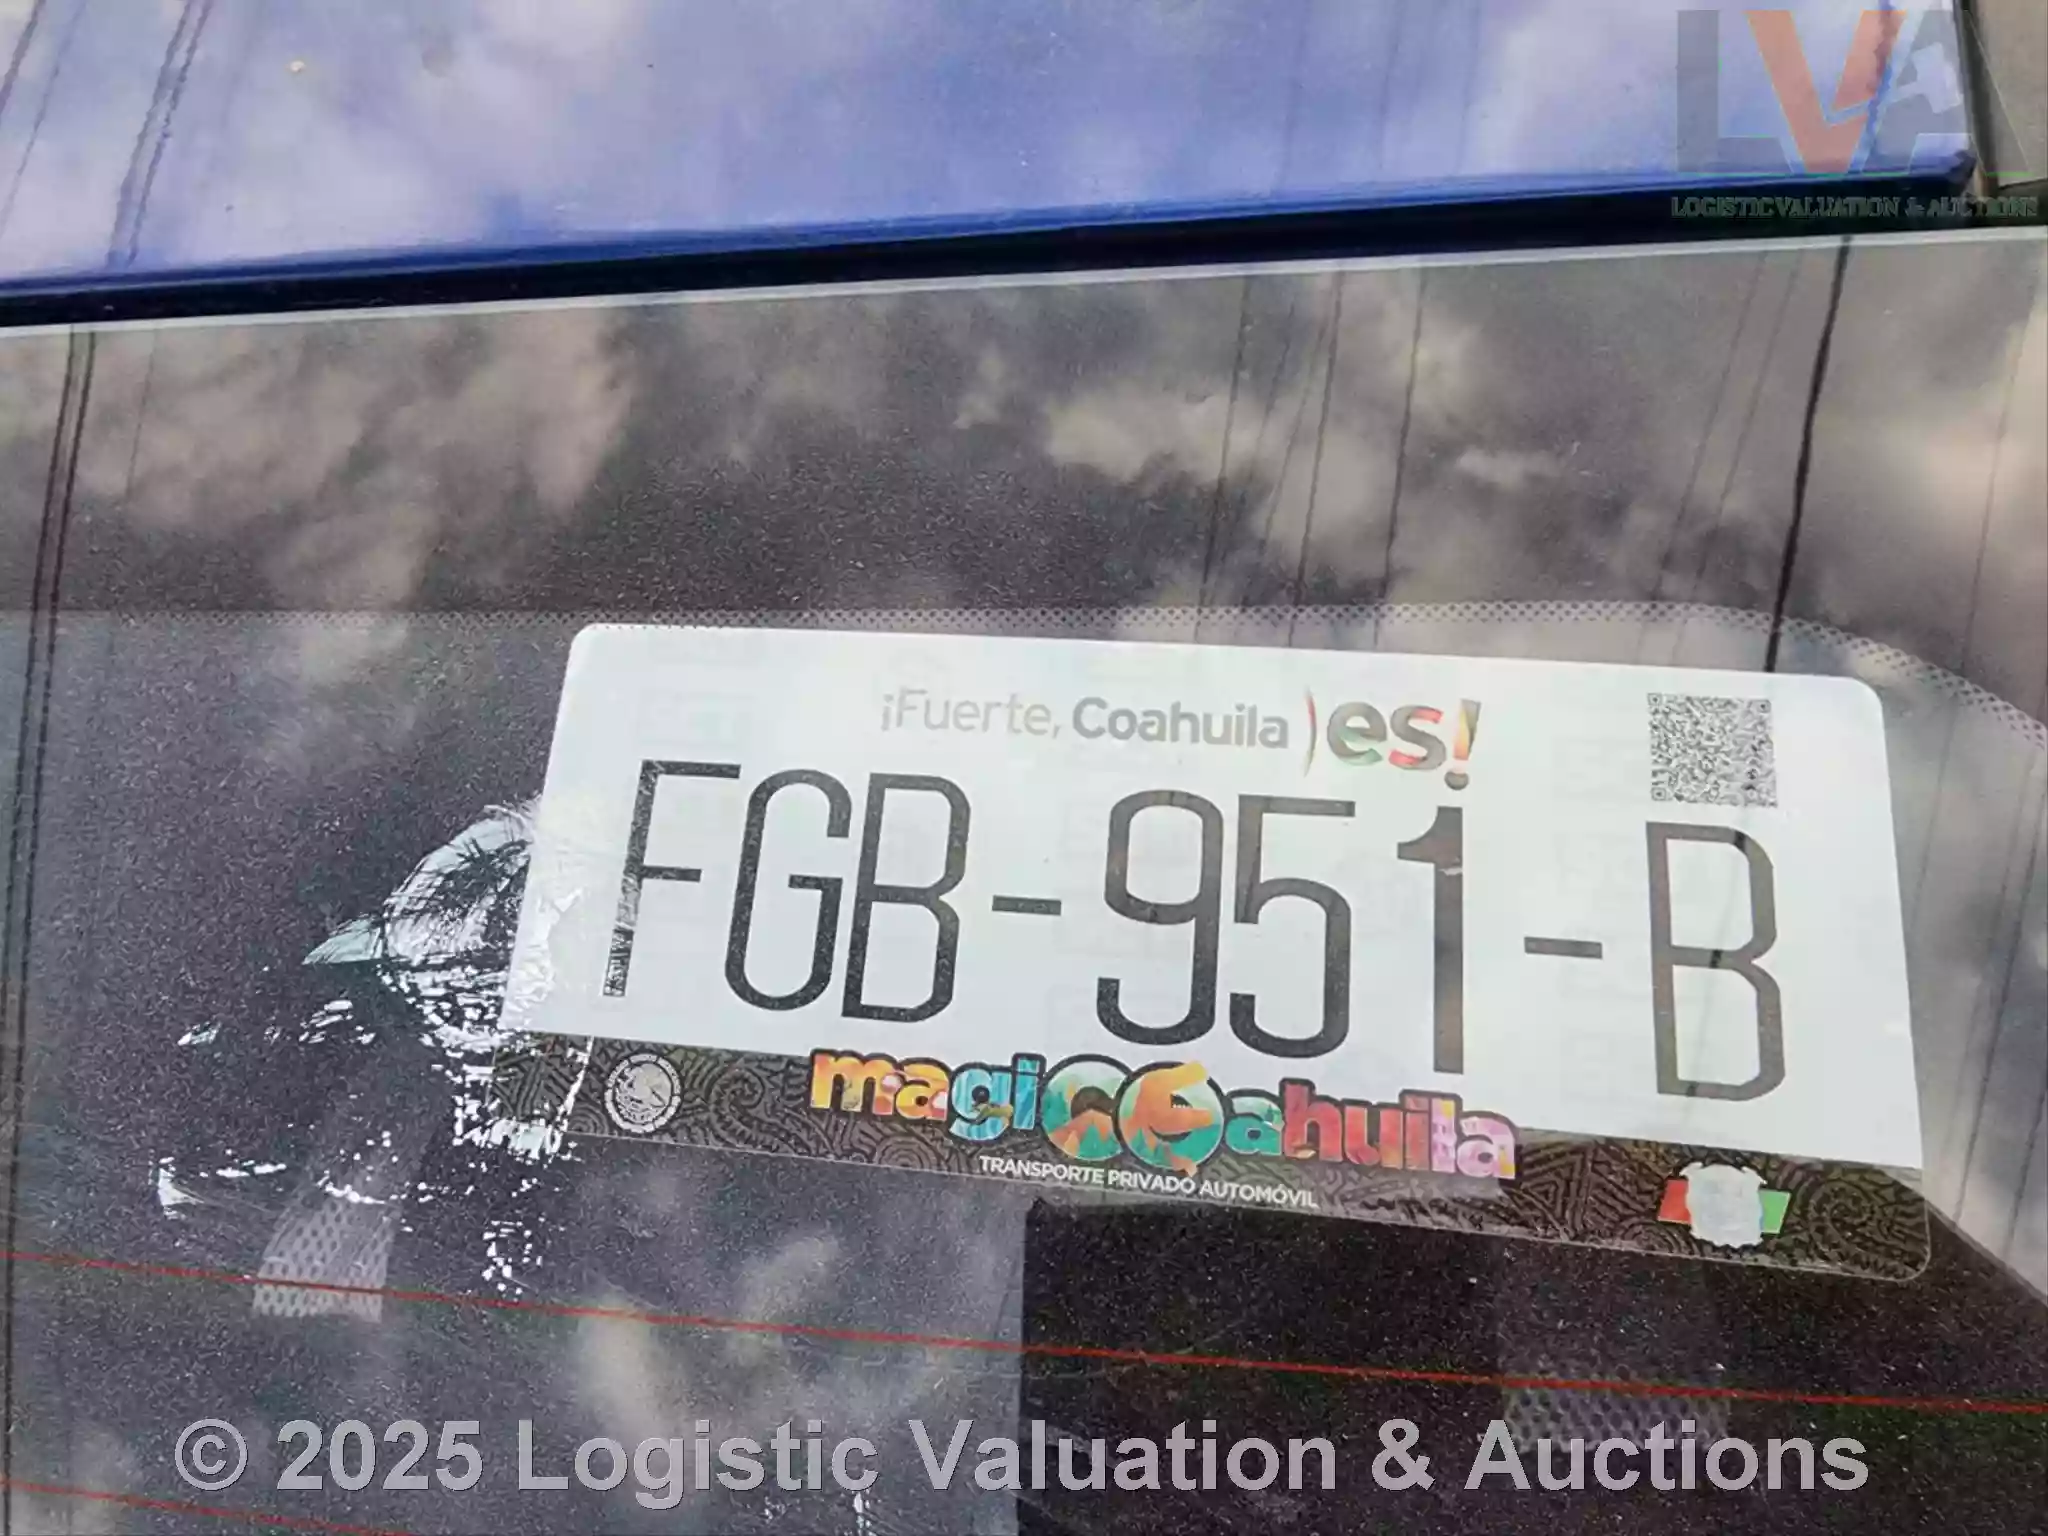 LVA
LOGISTIC VALUATION & AUCTIONS
¡Fuerte, Coahuila es!
FGB-951-B
magiCOahuila
TRANSPORTE PRIVADO AUTOMÓVIL
© 2025 Logistic Valuation & Auctions